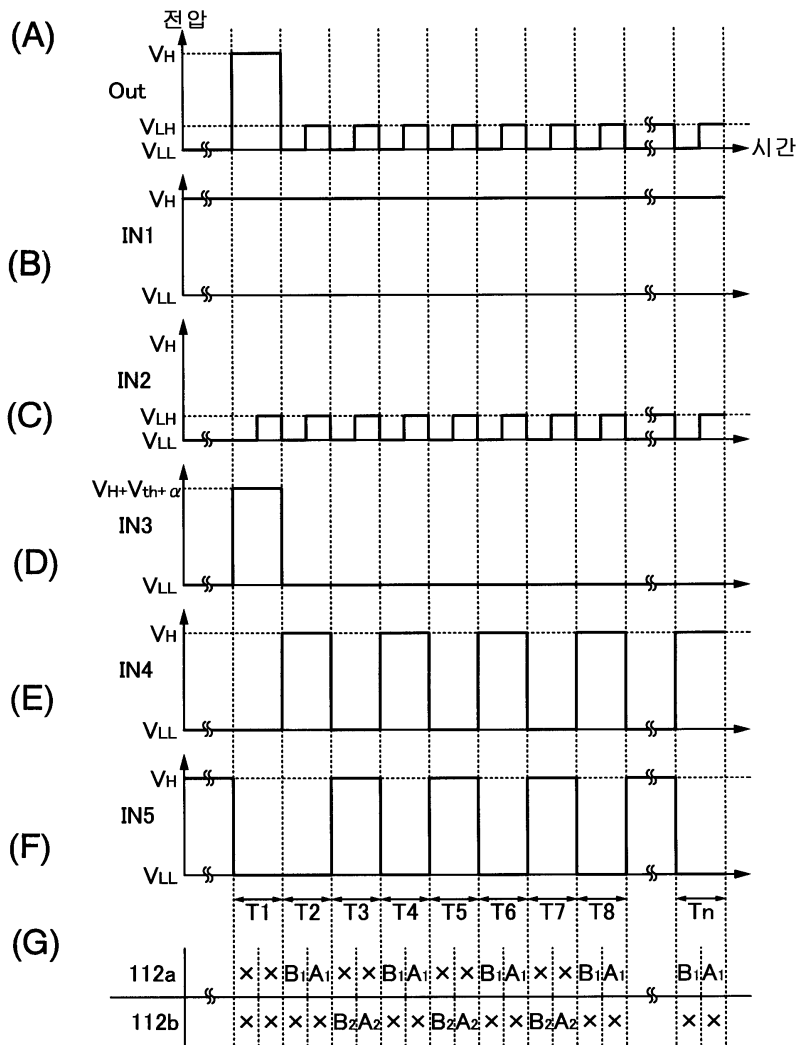 (A)
전압
VH
Out
VLH
VLL
시간
(B)
VH
IN1
VLL
(C)
VH
IN2
VLH
VLL
(D)
VH+Vth+α
IN3
VLL
(E)
VH
IN4
VLL
(F)
VH
IN5
VLL
T1 T2 T3 T4 T5 T6 T7 T8 Tn
(G)
112a × × B1 A1 × × B1 A1 × × B1 A1 × × B1 A1 B1 A1
112b × × × × B2 A2 × × B2 A2 × × B2 A2 × × × ×